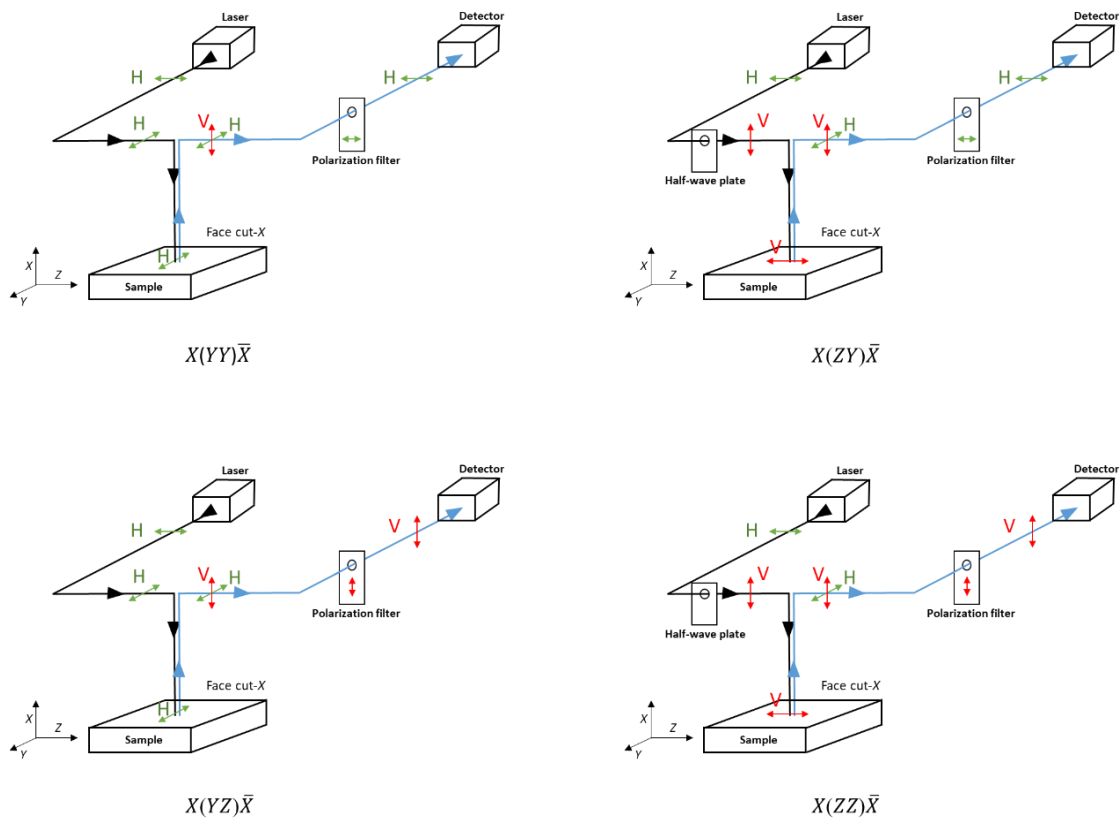 Laser
Detector
H
H
H
V
H
Polarization filter
H
Face cut-X
Sample
X
Z
Y
X(YY)X̅
Laser
Detector
H
H
V
V
H
Half-wave plate
Polarization filter
V
Face cut-X
Sample
X
Z
Y
X(ZY)X̅
Laser
Detector
H
V
H
V
H
Polarization filter
H
Face cut-X
Sample
X
Z
Y
X(YZ)X̅
Laser
Detector
H
V
V
V
H
Half-wave plate
Polarization filter
V
Face cut-X
Sample
X
Z
Y
X(ZZ)X̅